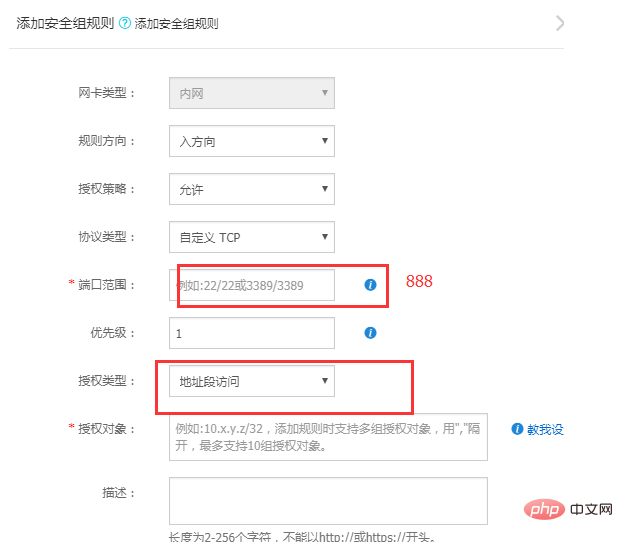 添加安全组规则 ? 添加安全组规则
网卡类型： 内网
规则方向： 入方向
授权策略： 允许
协议类型： 自定义 TCP
* 端口范围： 例如:22/22或3389/3389 i 888
优先级： 1 i
授权类型： 地址段访问
* 授权对象： 例如:10.x.y.z/32，添加规则时支持多组授权对象，用","隔
开，最多支持10组授权对象。 i 教我设
描述：
长度为2-256个字符，不能以http://或https://开头。
php 中文网